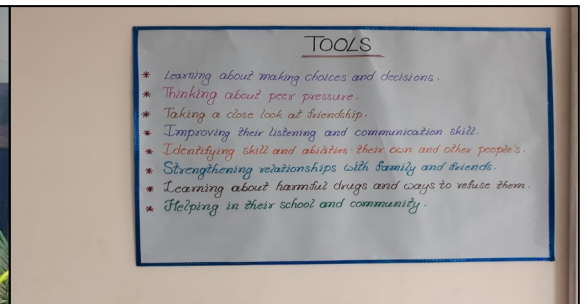 TOOLS
* Learning about making choices and decisions.
* Thinking about peer pressure.
* Taking a close look at friendship.
* Improving their listening and communication skill.
* Identifying skill and abiaties their own and other people's.
* Strengthening relationships with family and friends.
* Learning about harmful drugs and ways to refuse them.
* Helping in their school and community.